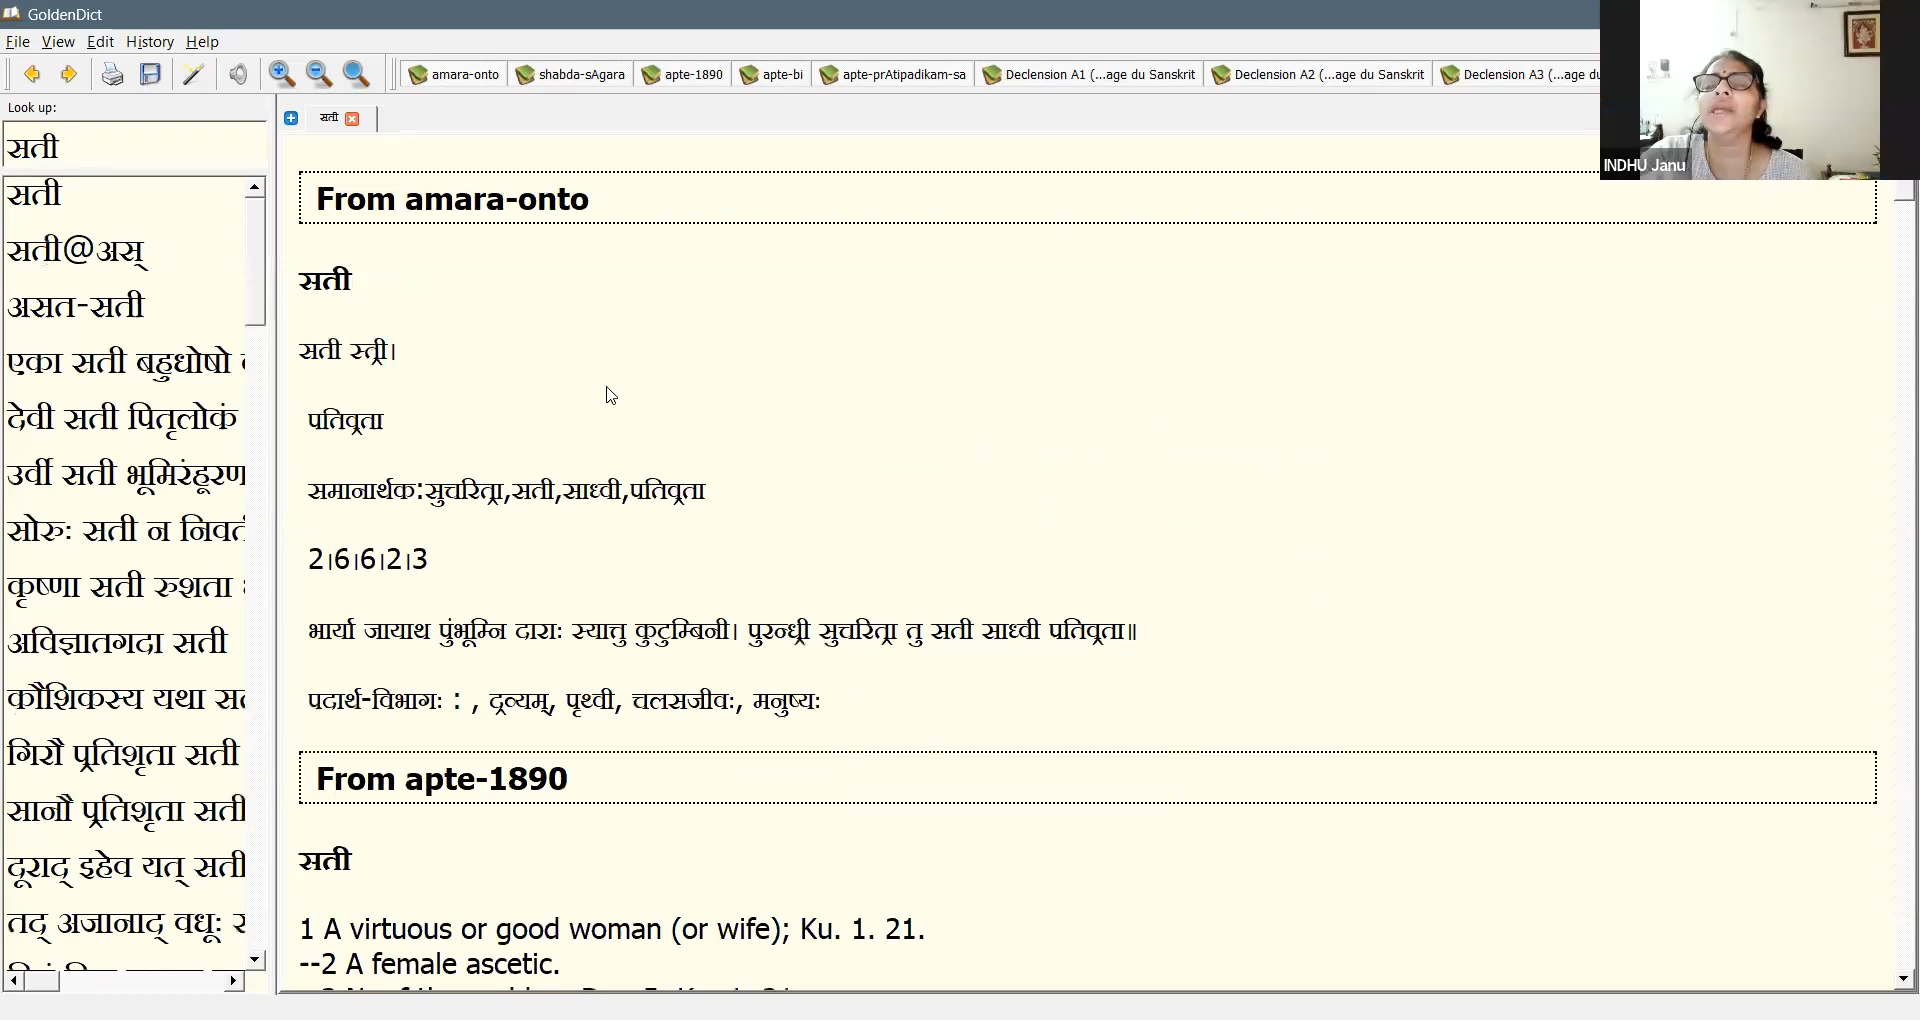 GoldenDict
File View Edit History Help
amara-onto shabda-sAgara apte-1890 apte-bi apte-prAtipadikam-sa Declension A1 (...age du Sanskrit Declension A2 (...age du Sanskrit Declension A3 (...age du
INDHU Janu
Look up:
सती
सती
सती
सती@अस्
असत-सती
एका सती बहुधोषो
देवी सती पितृलोकं
उर्वी सती भूमिरंहूरण
सोरुः सती न निवर्त
कृष्णा सती रुशता
अविज्ञातगदा सती
कौशिकस्य यथा सत
गिरौ प्रतिशृता सती
सानौ प्रतिशृता सती
दूराद् इहेव यत् सती
तद् अजानाद् वधूः स
From amara-onto
सती
सती स्त्री।
पतिव्रता
समानार्थक:सुचरित्रा,सती,साध्वी,पतिव्रता
2।6।6।2।3
भार्या जायाथ पुंभूम्नि दाराः स्यात्तु कुटुम्बिनी। पुरन्ध्री सुचरित्रा तु सती साध्वी पतिव्रता॥
पदार्थ-विभागः : , द्रव्यम्, पृथ्वी, चलसजीवः, मनुष्यः
From apte-1890
सती
1 A virtuous or good woman (or wife); Ku. 1. 21.
--2 A female ascetic.